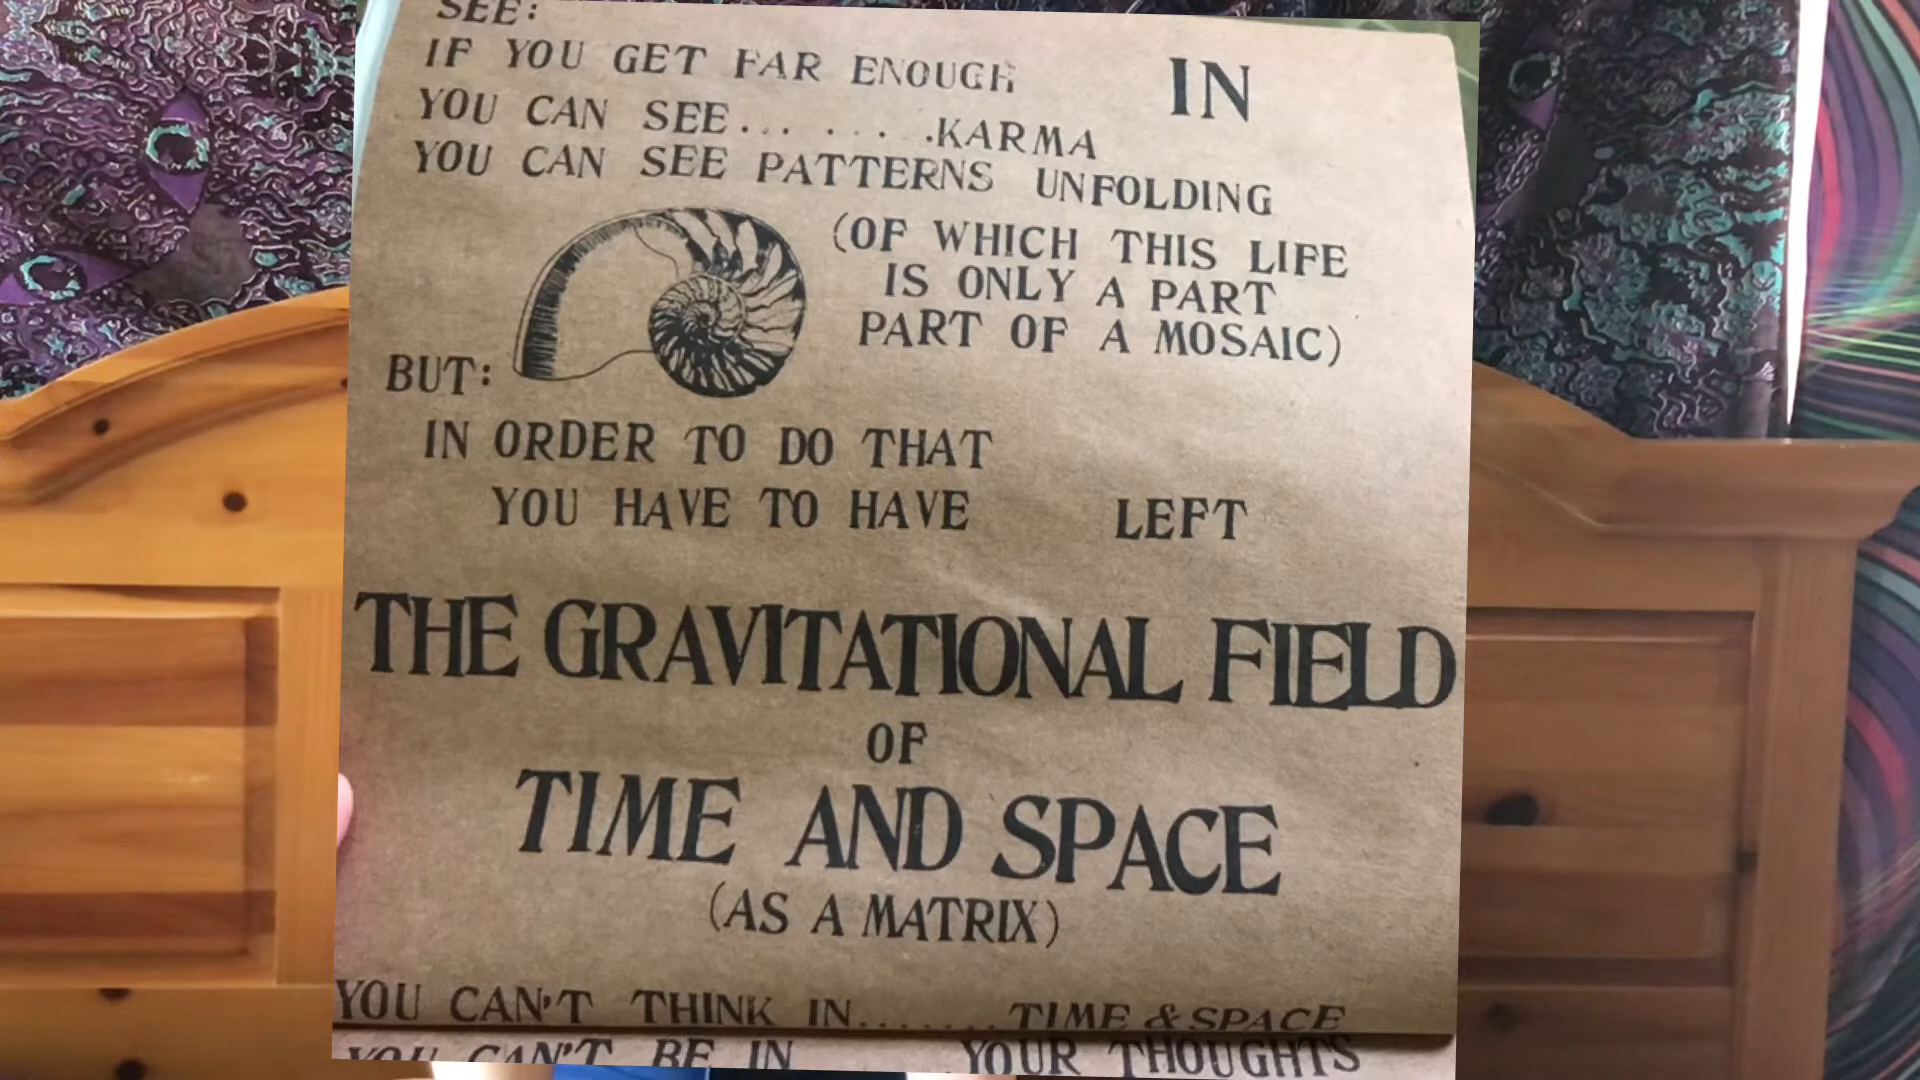 SEE:
IF YOU GET FAR ENOUGH IN
YOU CAN SEE... . . . .KARMA
YOU CAN SEE PATTERNS UNFOLDING
(OF WHICH THIS LIFE
IS ONLY A PART
PART OF A MOSAIC)
BUT:
IN ORDER TO DO THAT
YOU HAVE TO HAVE LEFT
THE GRAVITATIONAL FIELD
OF
TIME AND SPACE
(AS A MATRIX)
YOU CAN'T THINK IN.......TIME & SPACE
YOU CAN'T BE IN YOUR THOUGHTS